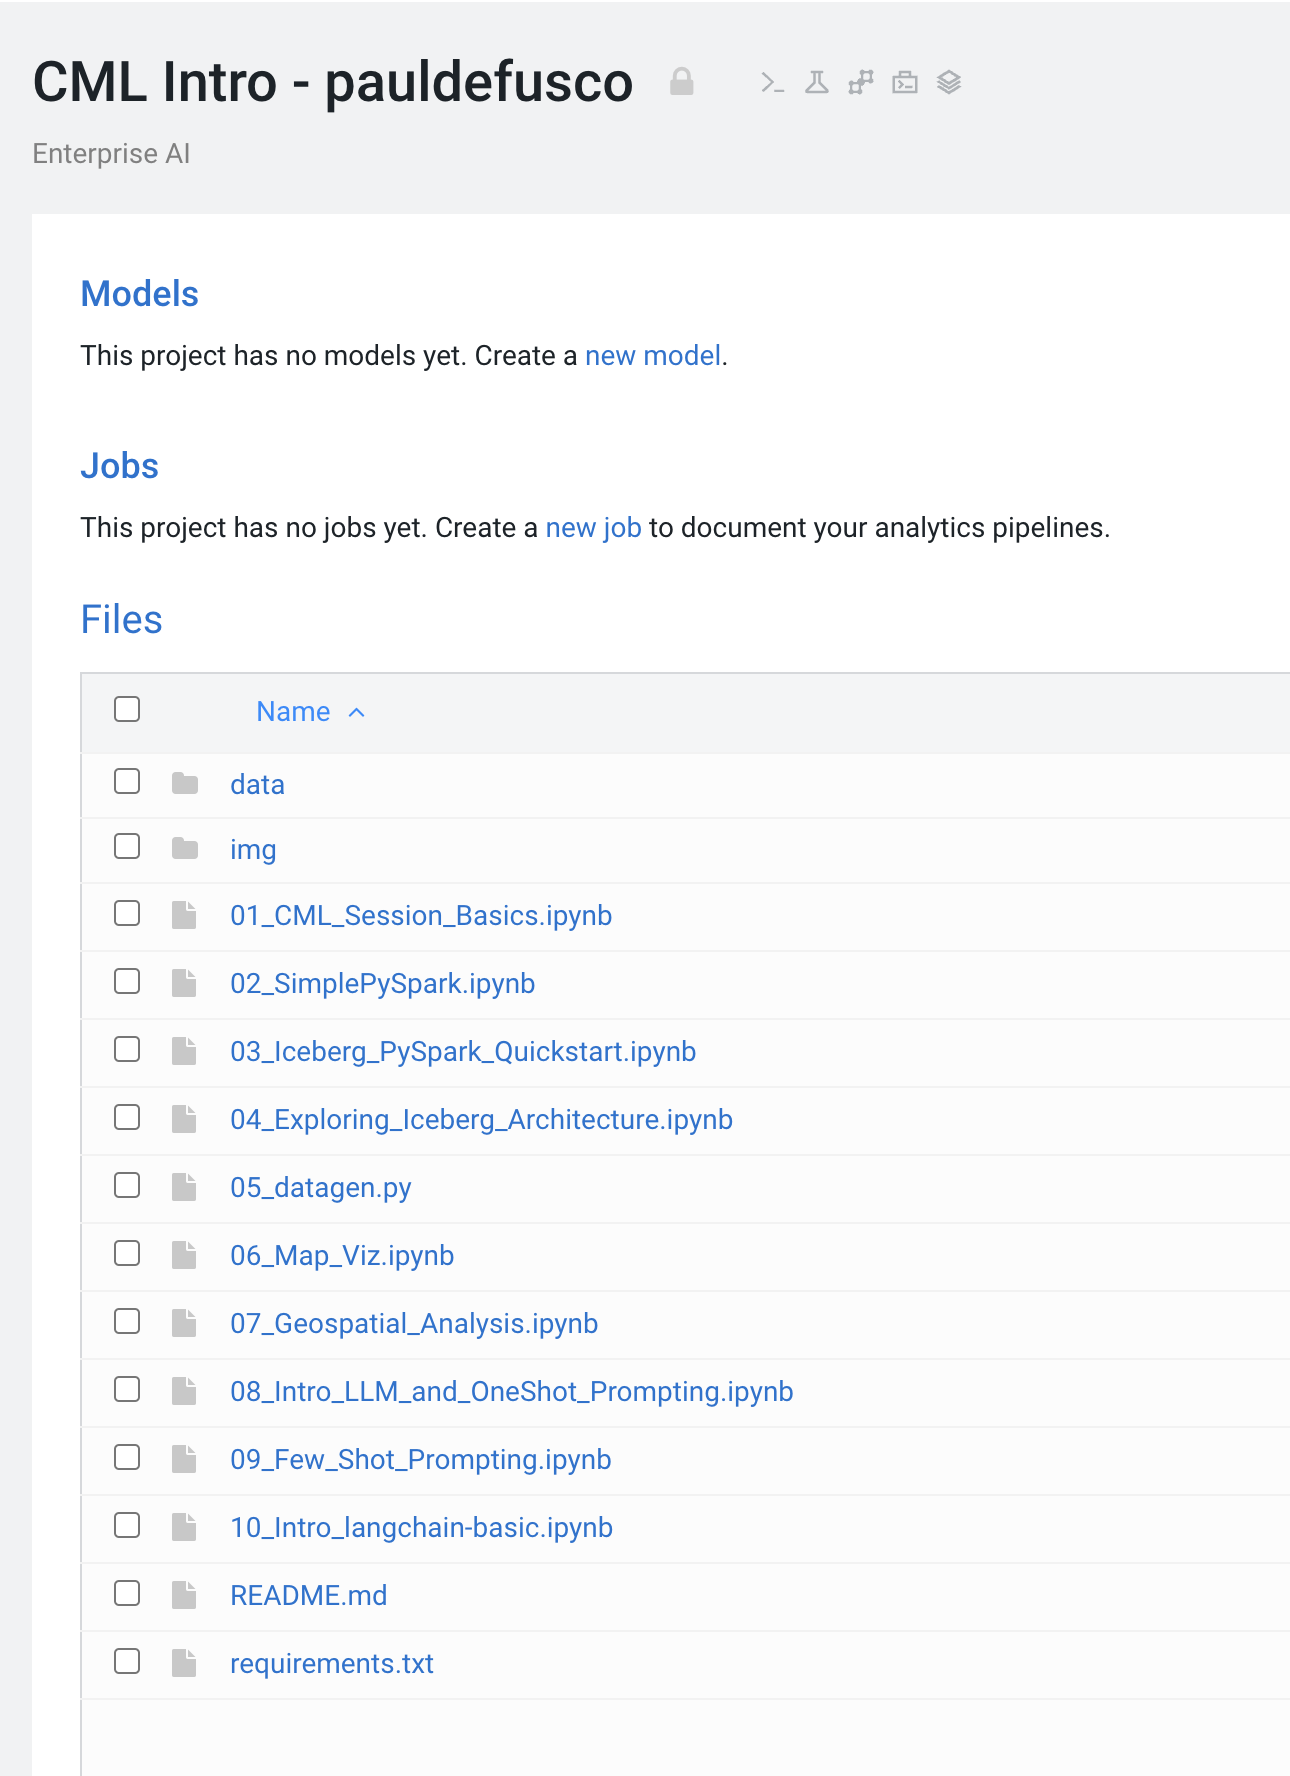 CML Intro - pauldefusco
Enterprise AI
Models
This project has no models yet. Create a new model.
Jobs
This project has no jobs yet. Create a new job to document your analytics pipelines.
Files
Name
data
img
01_CML_Session_Basics.ipynb
02_SimplePySpark.ipynb
03_Iceberg_PySpark_Quickstart.ipynb
04_Exploring_Iceberg_Architecture.ipynb
05_datagen.py
06_Map_Viz.ipynb
07_Geospatial_Analysis.ipynb
08_Intro_LLM_and_OneShot_Prompting.ipynb
09_Few_Shot_Prompting.ipynb
10_Intro_langchain-basic.ipynb
README.md
requirements.txt